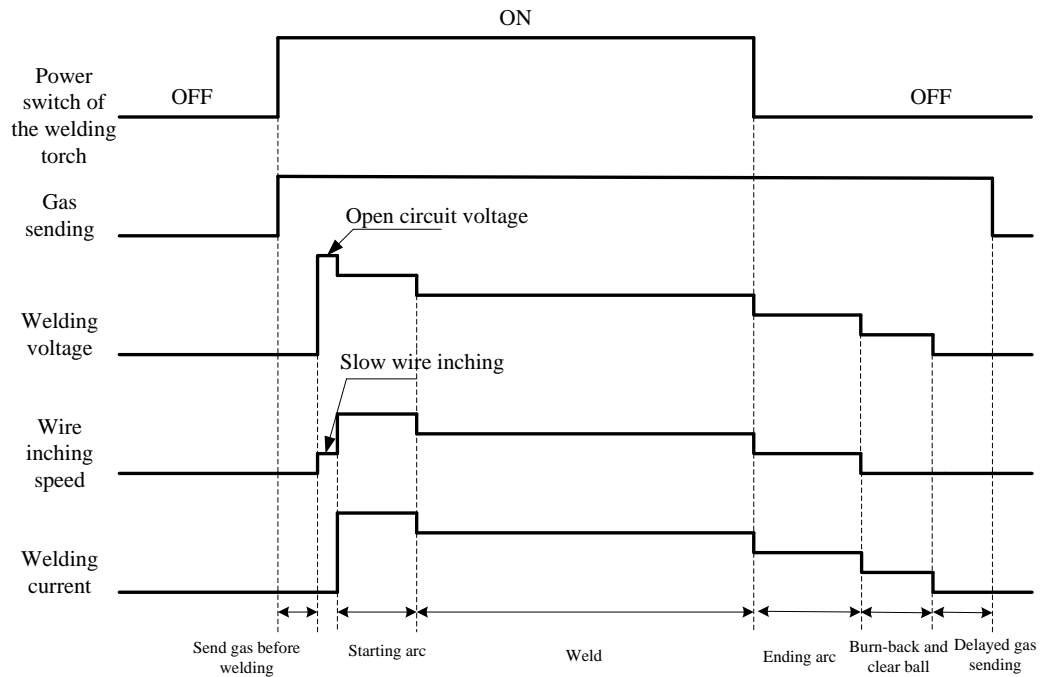 ON
Power
switch of
the welding
torch
OFF
OFF
Gas
sending
Open circuit voltage
Welding
voltage
Slow wire inching
Wire
inching
speed
Welding
current
Send gas before
welding
Starting arc
Weld
Ending arc
Burn-back and
clear ball
Delayed gas
sending